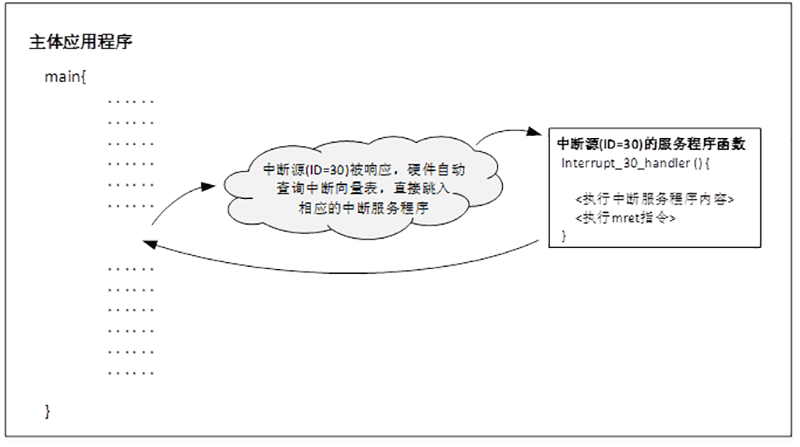 主体应用程序
main{
······
······
······
······
······
······
中断源(ID=30)被响应，硬件自动
查询中断向量表，直接跳入
相应的中断服务程序
中断源(ID=30)的服务程序函数
Interrupt_30_handler () {
<执行中断服务程序内容>
<执行mret指令>
}
······
······
······
······
······
······
}